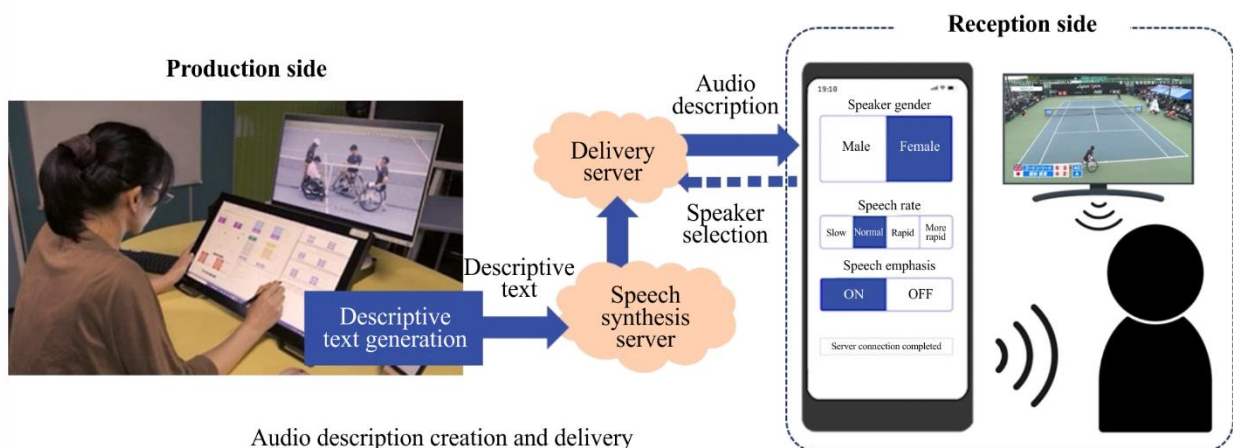 Reception side
Production side
Audio
description
Delivery
server
Speaker
selection
Descriptive
text
Speech
synthesis
server
Descriptive
text generation
19:10
Speaker gender
Male
Female
Speech rate
Slow
Normal
Rapid
More
rapid
Speech emphasis
ON
OFF
Server connection completed
Audio description creation and delivery